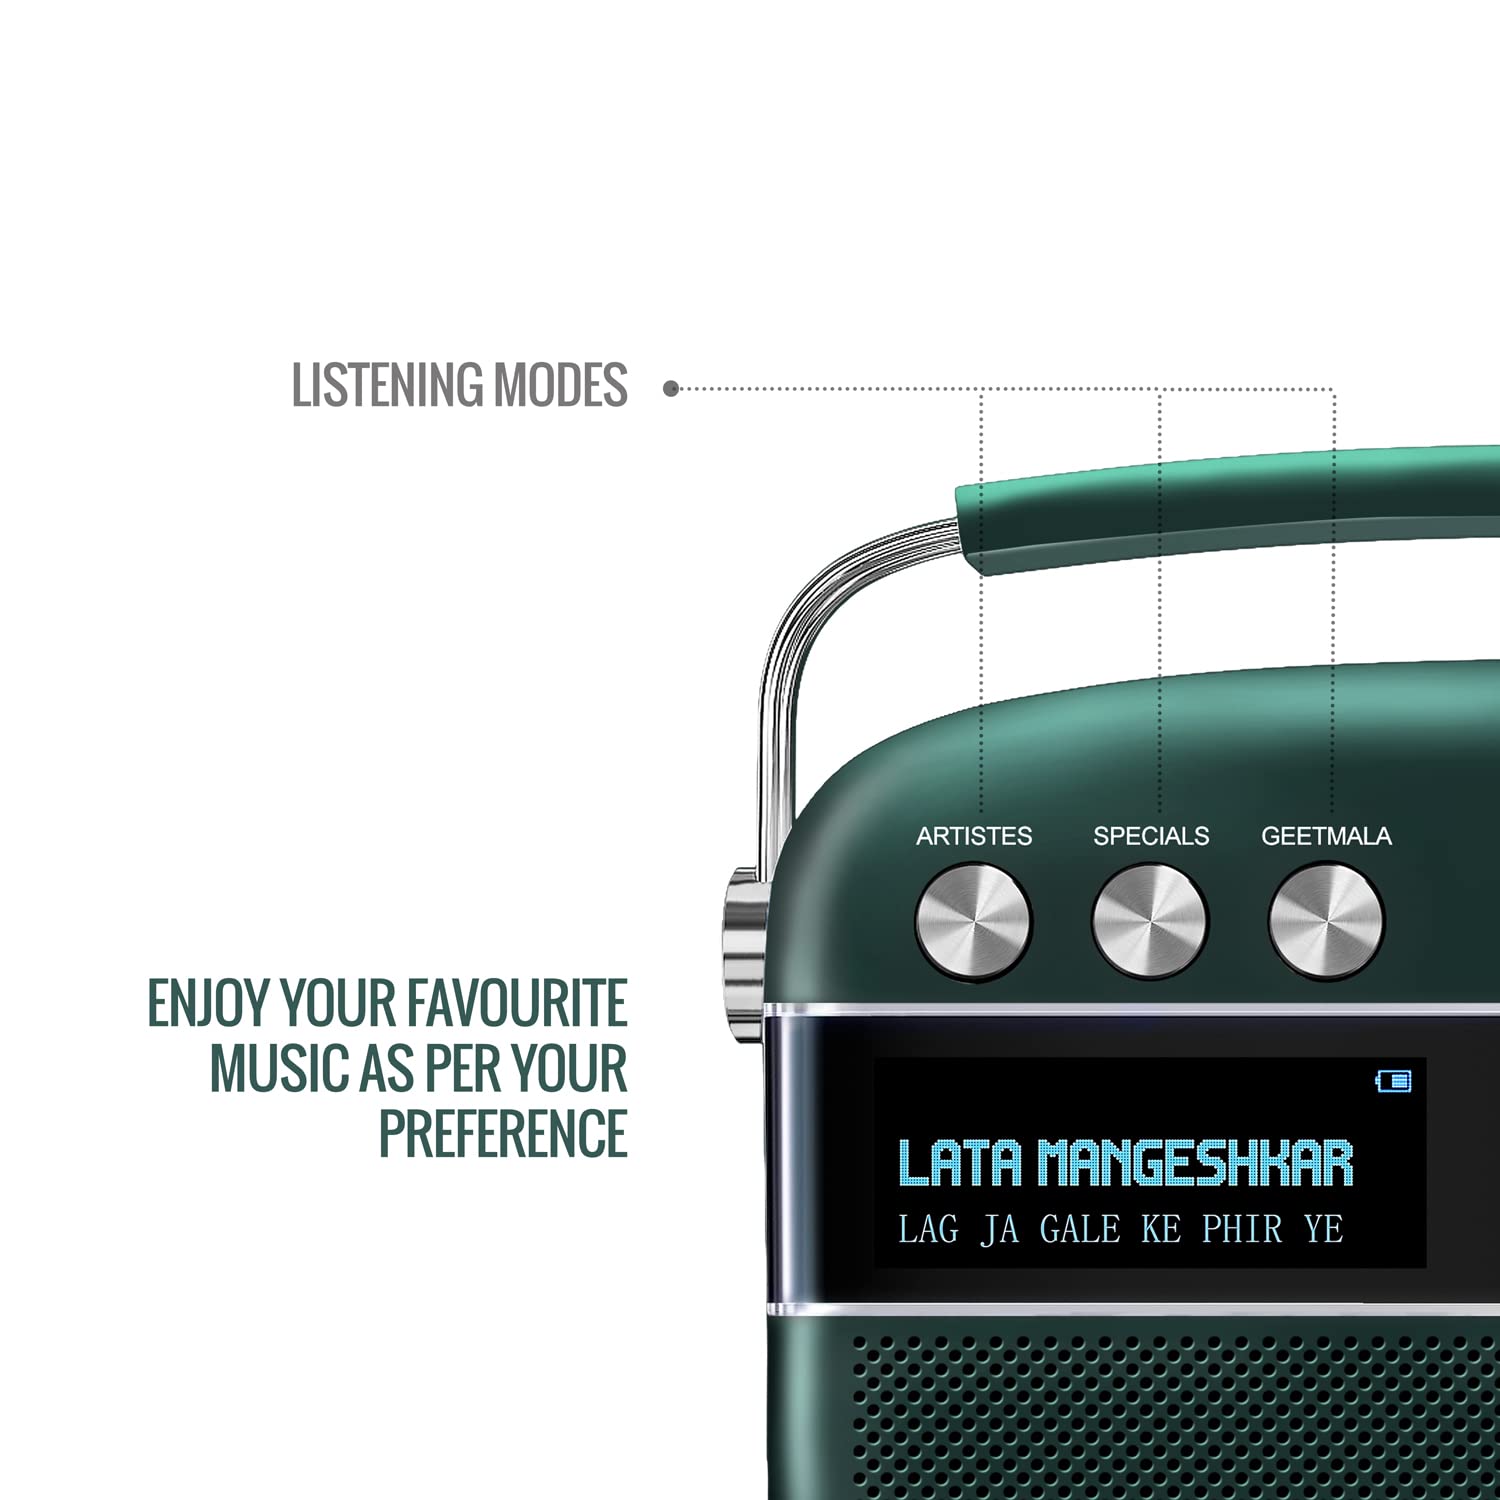 LISTENING MODES
ARTISTES SPECIALS GEETMALA
ENJOY YOUR FAVOURITE
MUSIC AS PER YOUR
PREFERENCE
LATA MANGESHKAR
LAG JA GALE KE PHIR YE